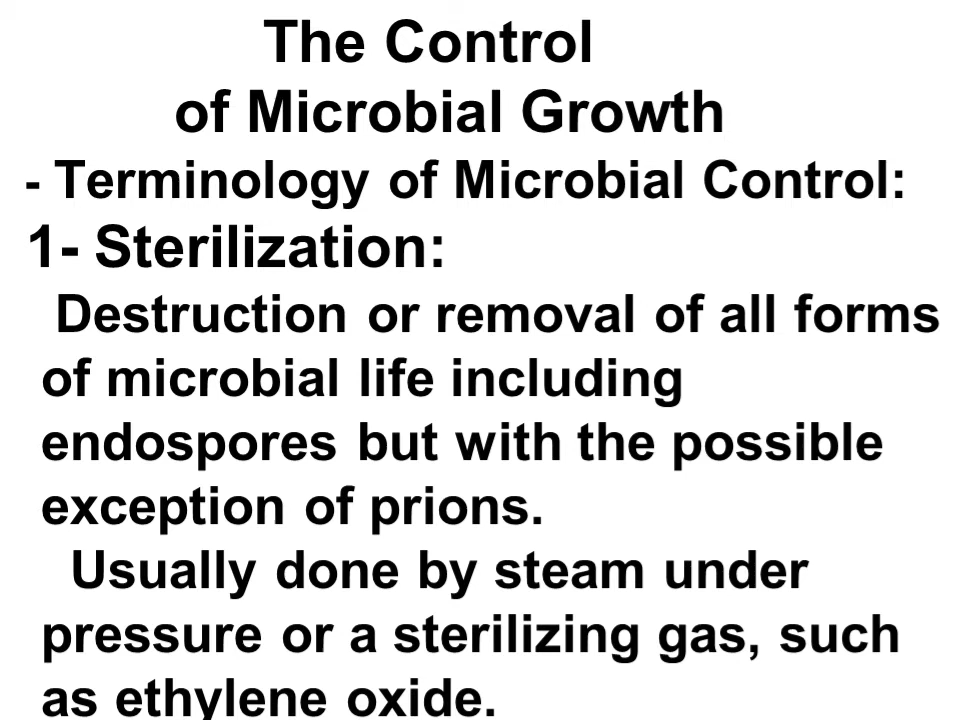 The Control
of Microbial Growth
- Terminology of Microbial Control:
1- Sterilization:
Destruction or removal of all forms
of microbial life including
endospores but with the possible
exception of prions.
Usually done by steam under
pressure or a sterilizing gas, such
as ethylene oxide.